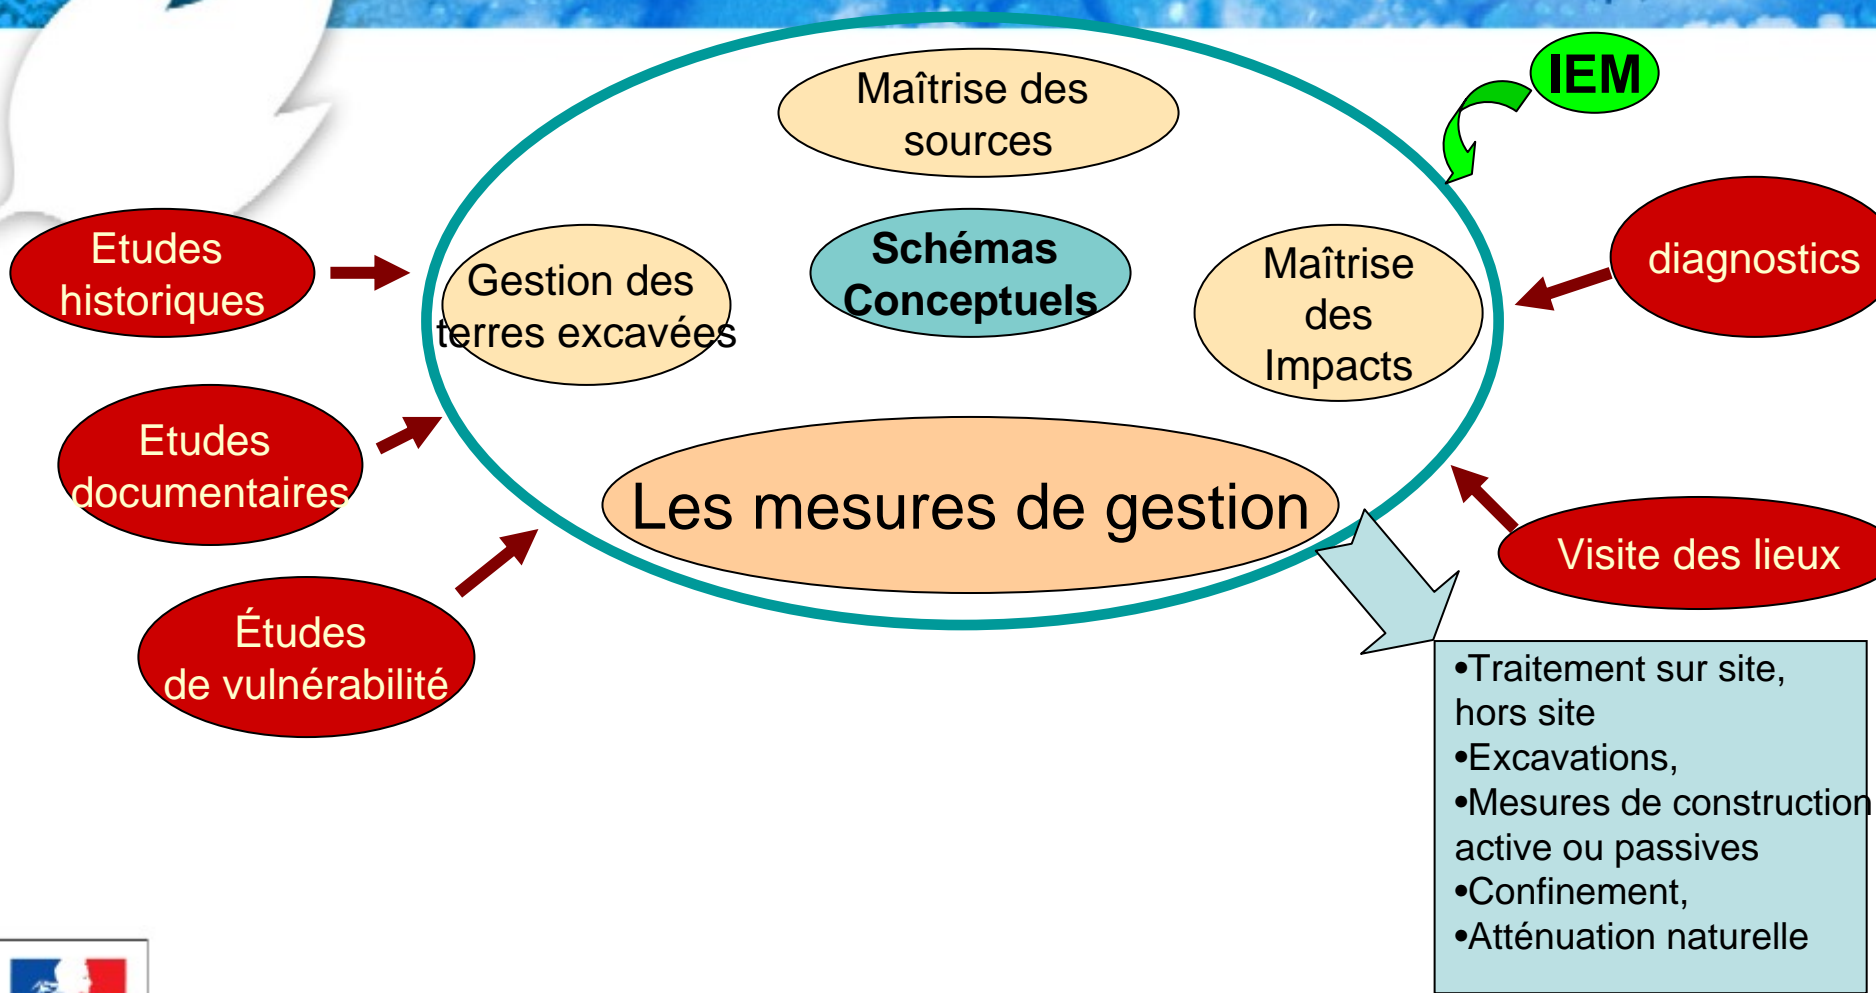 Maîtrise des
sources
IEM
Etudes
historiques
Gestion des
terres excavées
Schémas
Conceptuels
Maîtrise
des
Impacts
diagnostics
Etudes
documentaires
Les mesures de gestion
Visite des lieux
Études
de vulnérabilité
•Traitement sur site,
hors site
•Excavations,
•Mesures de construction
active ou passives
•Confinement,
•Atténuation naturelle